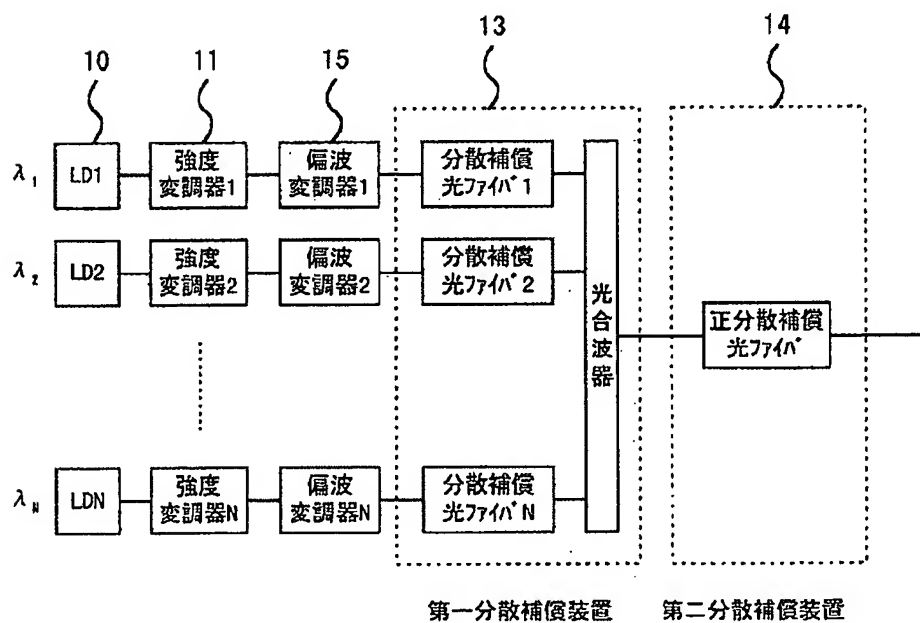 10
11
15
13
14
λ1
LD1
強度
変調器1
偏波
変調器1
分散補償
光ファイバ1
λ2
LD2
強度
変調器2
偏波
変調器2
分散補償
光ファイバ2
光合波器
正分散補償
光ファイバ
λN
LDN
強度
変調器N
偏波
変調器N
分散補償
光ファイバN
第一分散補償装置
第二分散補償装置